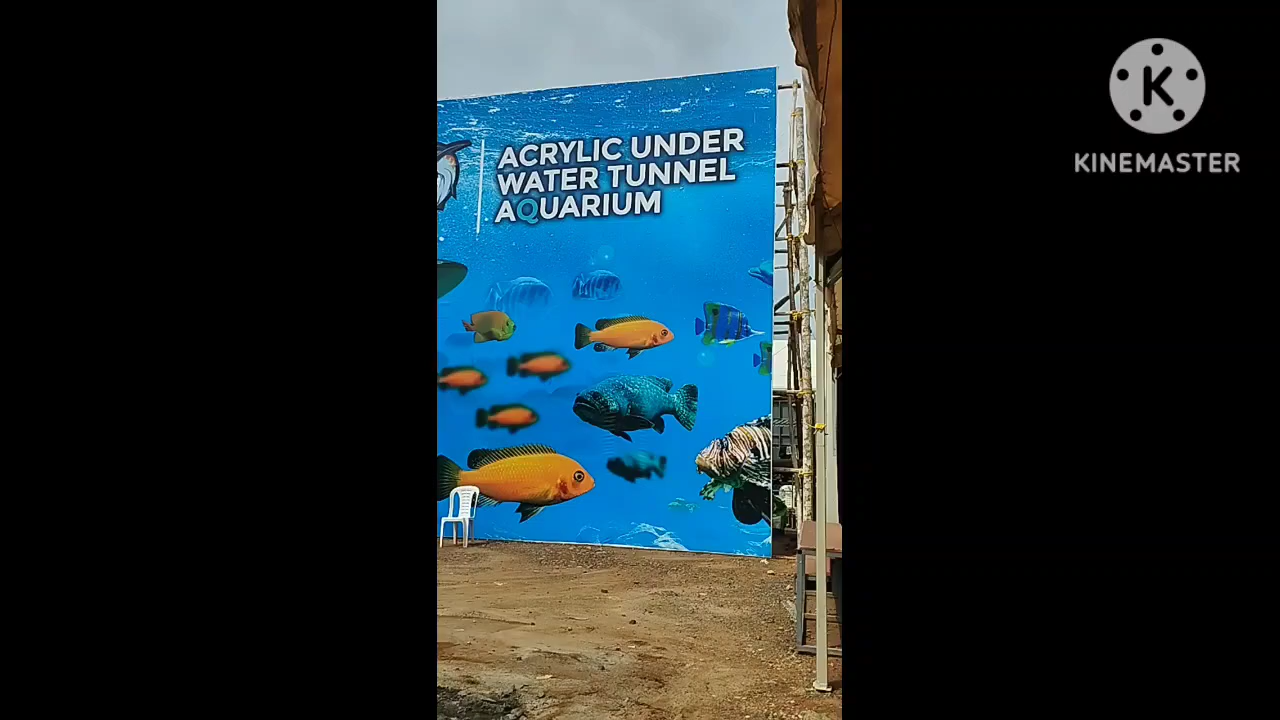 ACRYLIC UNDER
WATER TUNNEL
AQUARIUM
K
KINEMASTER